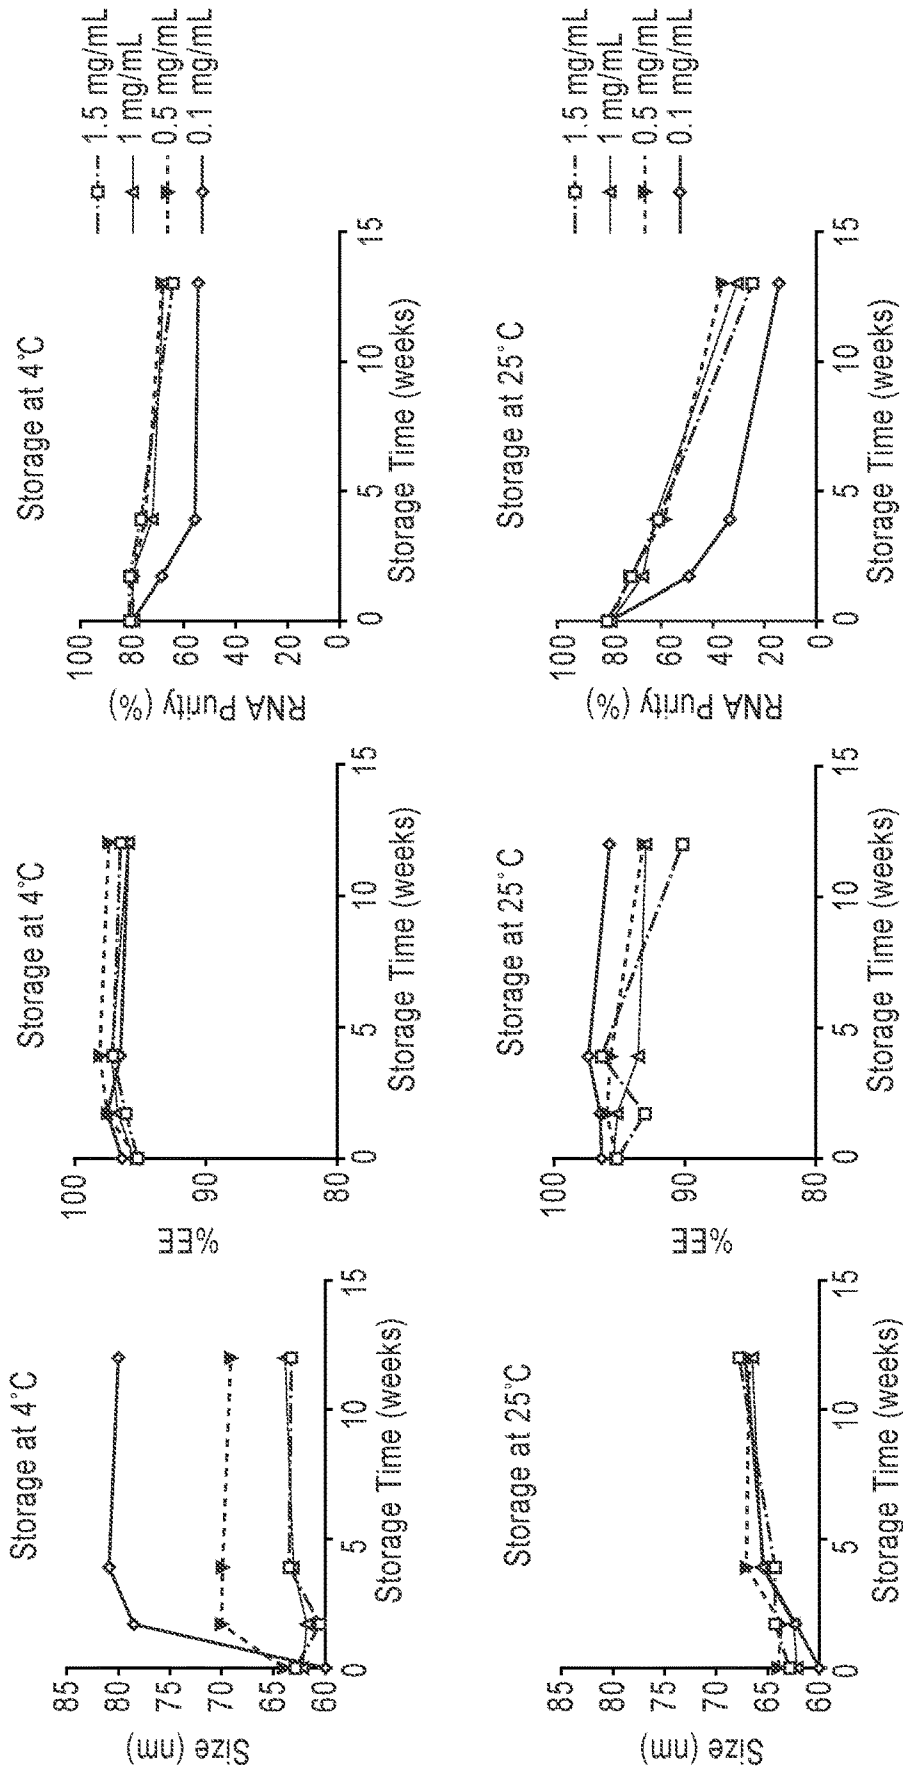 Storage at 4°C
Size (nm)
85
80
75
70
65
60
0
5
10
15
Storage Time (weeks)
Storage at 4°C
%EE
100
90
80
0
5
10
15
Storage Time (weeks)
Storage at 4°C
RNA Purity (%)
100
80
60
40
20
0
0
5
10
15
Storage Time (weeks)
1.5 mg/mL
1 mg/mL
0.5 mg/mL
0.1 mg/mL
Storage at 25°C
Size (nm)
85
80
75
70
65
60
0
5
10
15
Storage Time (weeks)
Storage at 25°C
%EE
100
90
80
0
5
10
15
Storage Time (weeks)
Storage at 25°C
RNA Purity (%)
100
80
60
40
20
0
0
5
10
15
Storage Time (weeks)
1.5 mg/mL
1 mg/mL
0.5 mg/mL
0.1 mg/mL